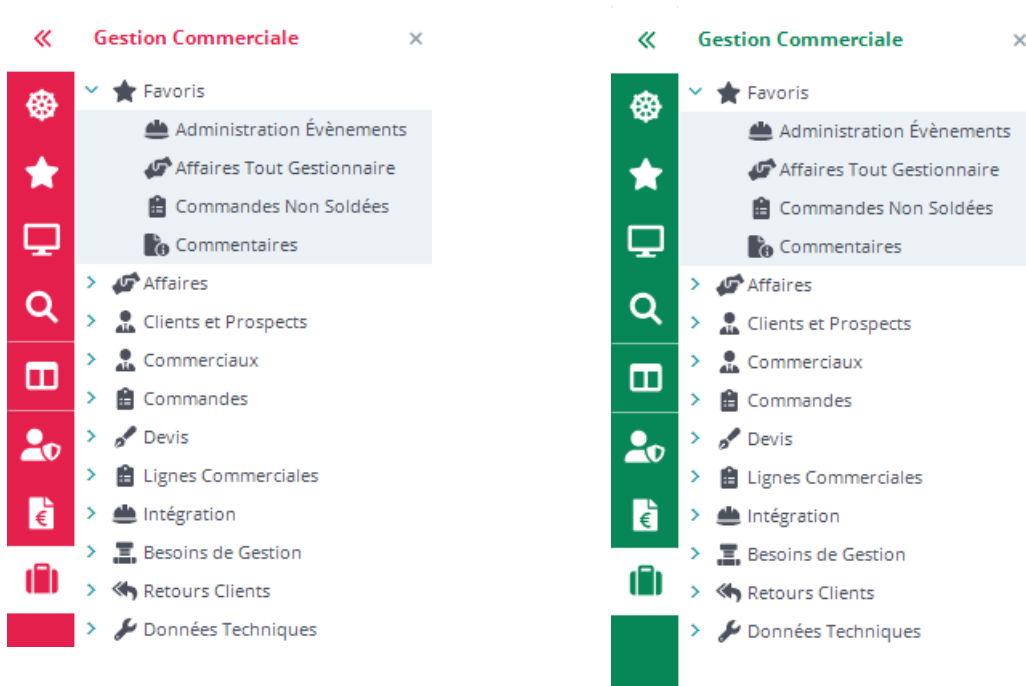 Gestion Commerciale
Favoris
Administration Évènements
Affaires Tout Gestionnaire
Commandes Non Soldées
Commentaires
Affaires
Clients et Prospects
Commerciaux
Commandes
Devis
Lignes Commerciales
Intégration
Besoins de Gestion
Retours Clients
Données Techniques
Gestion Commerciale
Favoris
Administration Évènements
Affaires Tout Gestionnaire
Commandes Non Soldées
Commentaires
Affaires
Clients et Prospects
Commerciaux
Commandes
Devis
Lignes Commerciales
Intégration
Besoins de Gestion
Retours Clients
Données Techniques